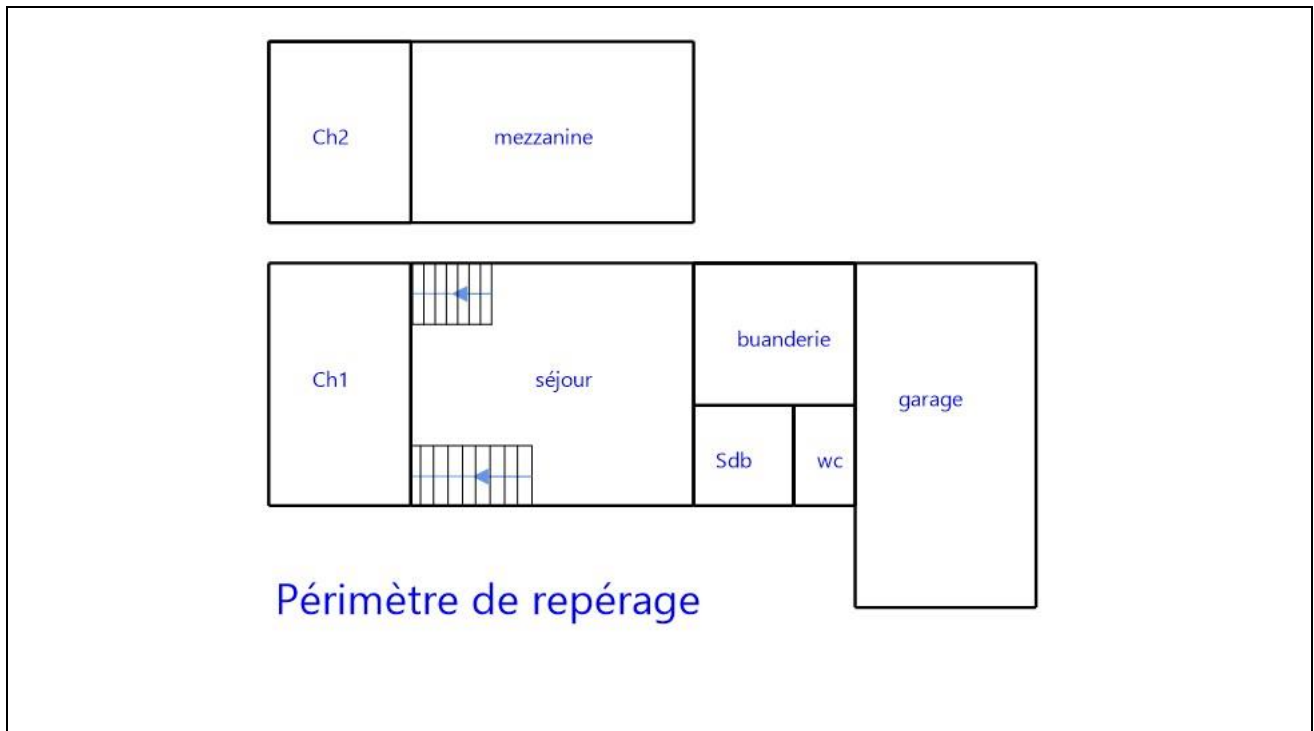 Ch2
mezzanine
Ch1
séjour
buanderie
garage
Sdb
wc
Périmètre de repérage